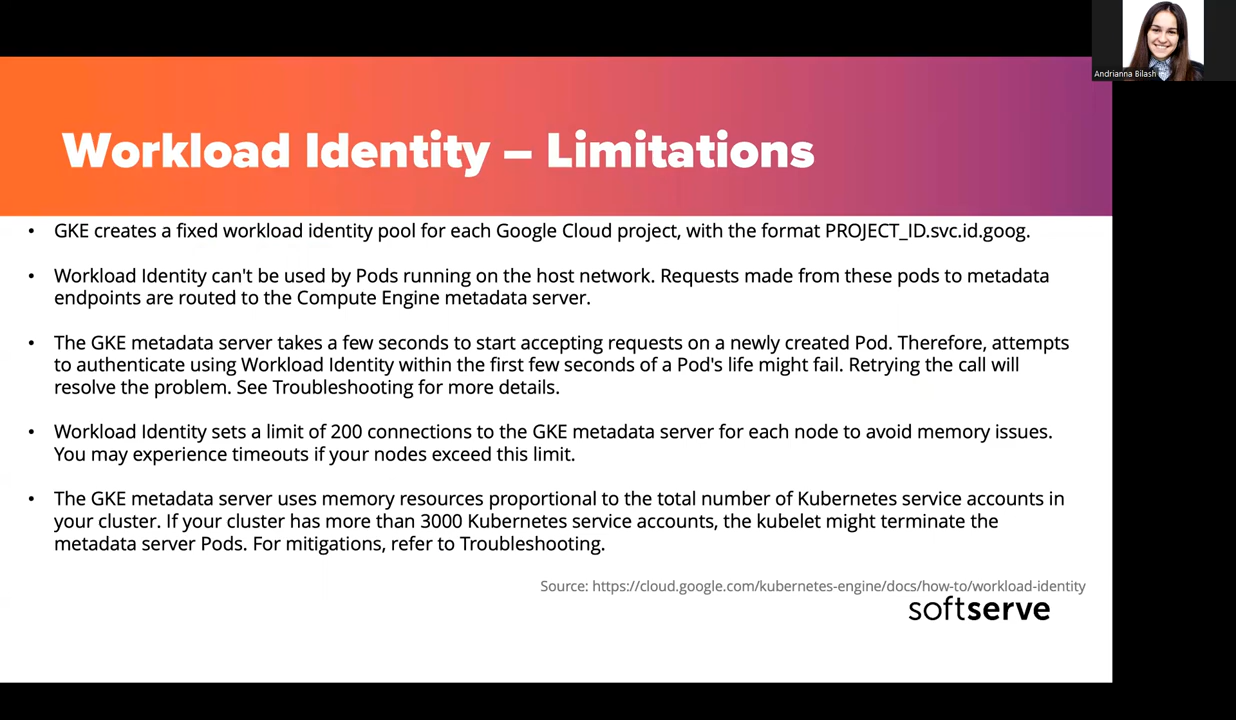 Andrianna Bilash
Workload Identity – Limitations
• GKE creates a fixed workload identity pool for each Google Cloud project, with the format PROJECT_ID.svc.id.goog.
• Workload Identity can't be used by Pods running on the host network. Requests made from these pods to metadata
endpoints are routed to the Compute Engine metadata server.
• The GKE metadata server takes a few seconds to start accepting requests on a newly created Pod. Therefore, attempts
to authenticate using Workload Identity within the first few seconds of a Pod's life might fail. Retrying the call will
resolve the problem. See Troubleshooting for more details.
• Workload Identity sets a limit of 200 connections to the GKE metadata server for each node to avoid memory issues.
You may experience timeouts if your nodes exceed this limit.
• The GKE metadata server uses memory resources proportional to the total number of Kubernetes service accounts in
your cluster. If your cluster has more than 3000 Kubernetes service accounts, the kubelet might terminate the
metadata server Pods. For mitigations, refer to Troubleshooting.
Source: https://cloud.google.com/kubernetes-engine/docs/how-to/workload-identity
softserve